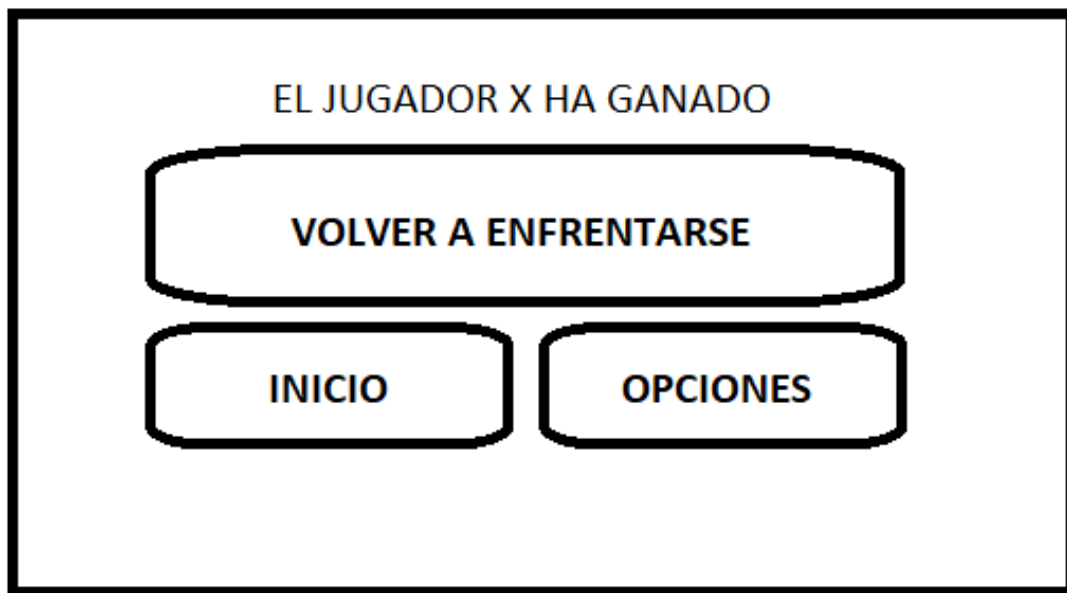 EL JUGADOR X HA GANADO
VOLVER A ENFRENTARSE
INICIO
OPCIONES